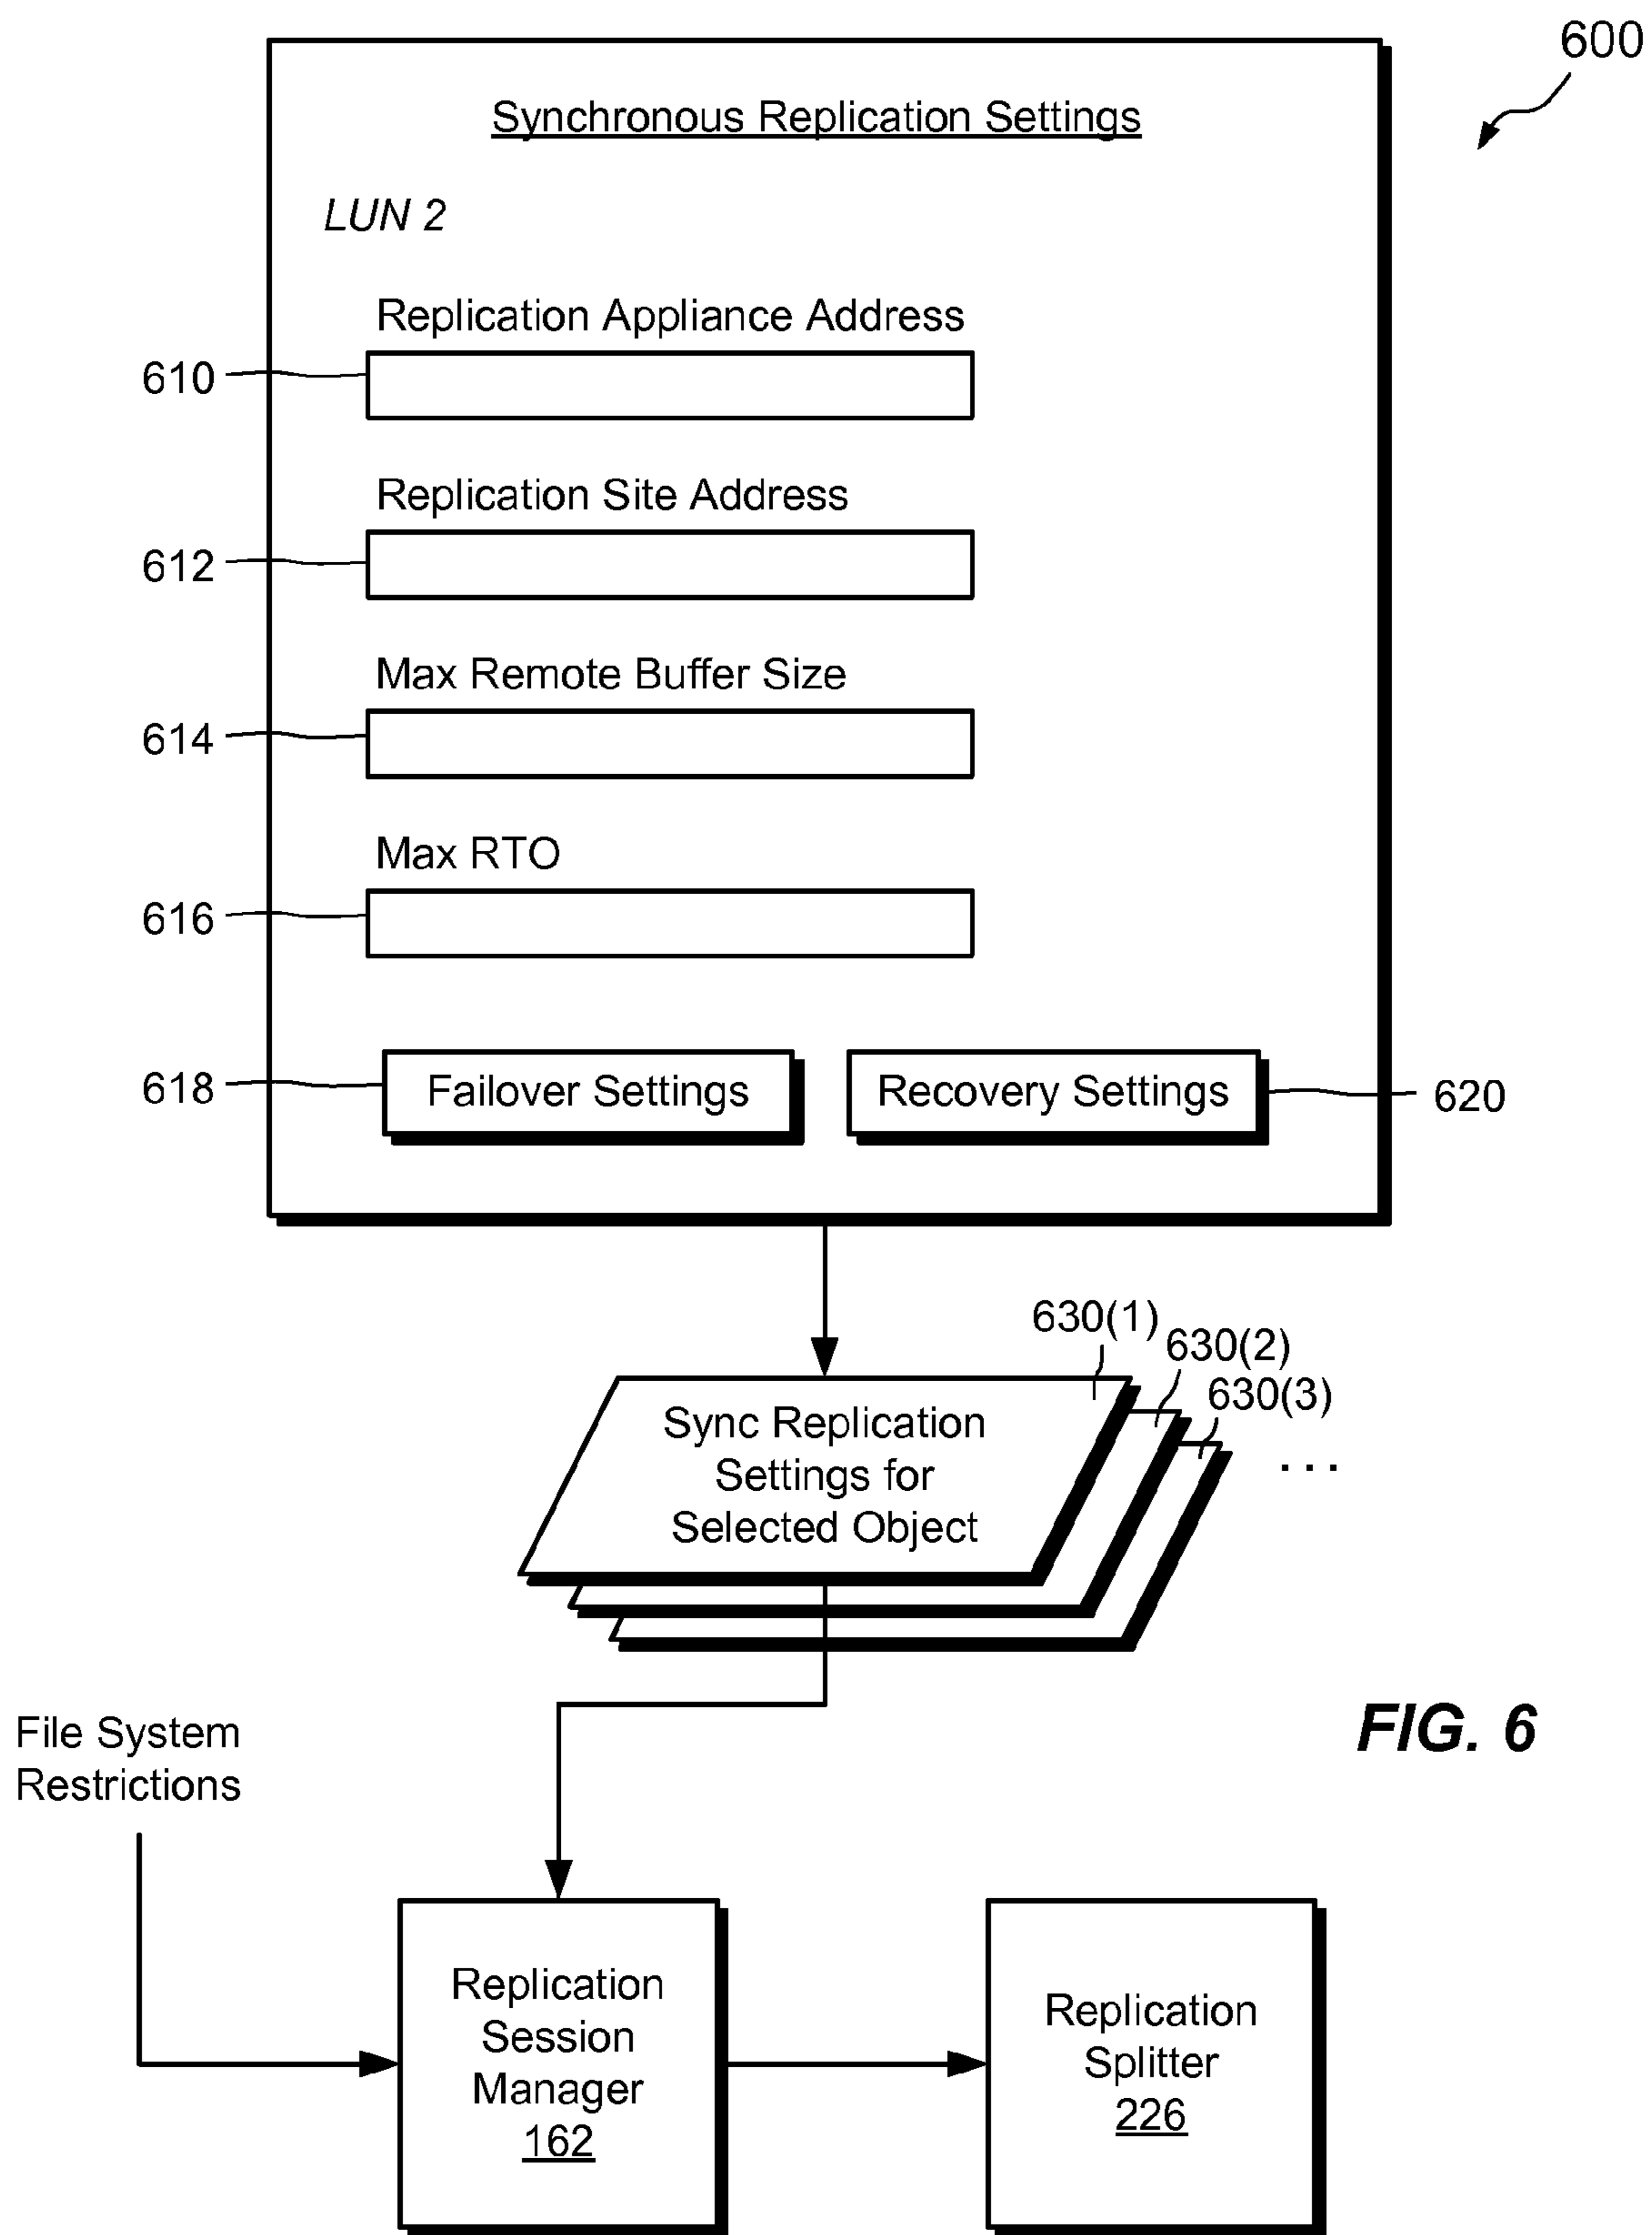 600
Synchronous Replication Settings
LUN 2
Replication Appliance Address
610
Replication Site Address
612
Max Remote Buffer Size
614
Max RTO
616
618
Failover Settings
Recovery Settings
620
630(1)
630(2)
630(3)
Sync Replication
Settings for
Selected Object
...
FIG. 6
File System
Restrictions
Replication
Session
Manager
162
Replication
Splitter
226